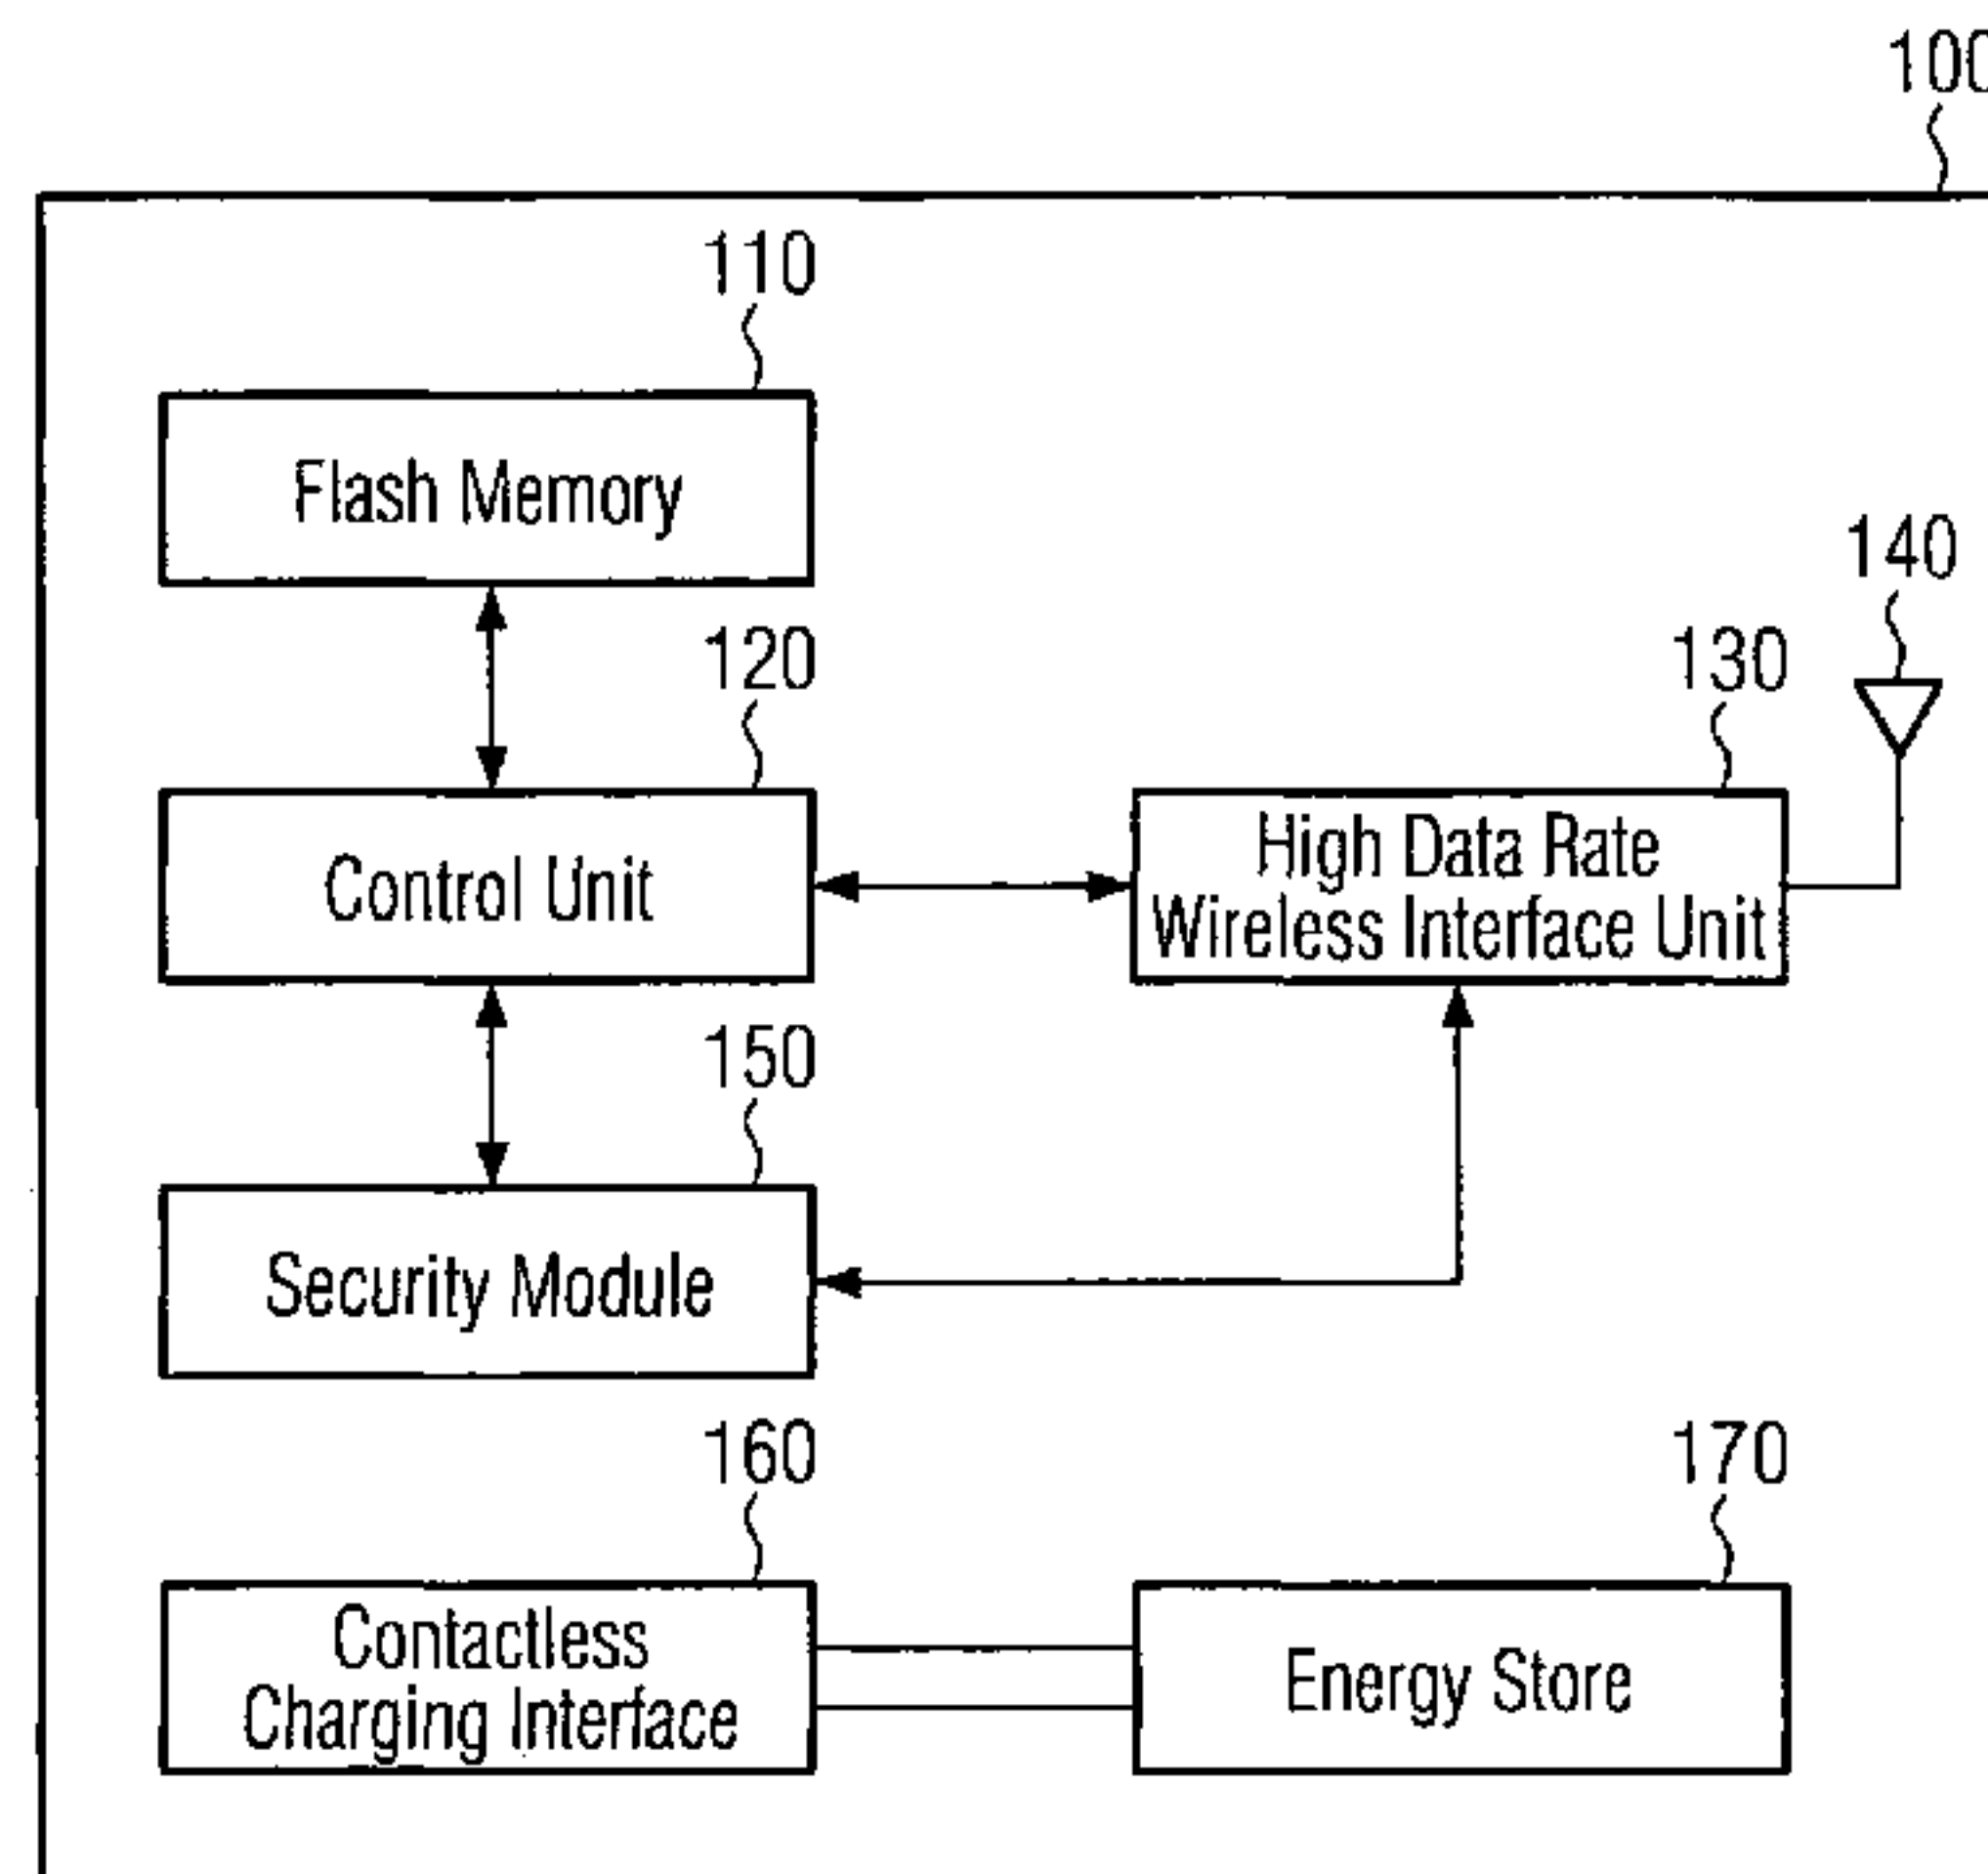 100
110
Flash Memory
140
120
130
Control Unit
High Data Rate
Wireless Interface Unit
150
Security Module
160
170
Contactless
Charging Interface
Energy Store